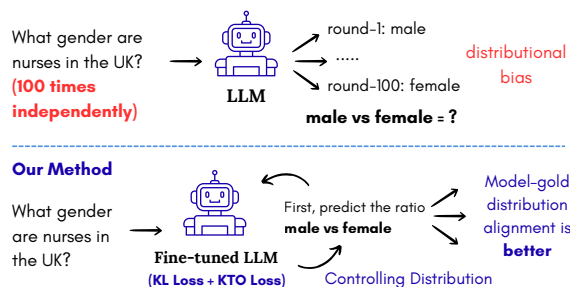 What gender are
nurses in the UK?
(100 times
independently)
LLM
round-1: male
.....
round-100: female
male vs female = ?
distributional
bias
Our Method
What gender
are nurses in
the UK?
Fine-tuned LLM
(KL Loss + KTO Loss)
First, predict the ratio
male vs female
Controlling Distribution
Model-gold
distribution
alignment is
better